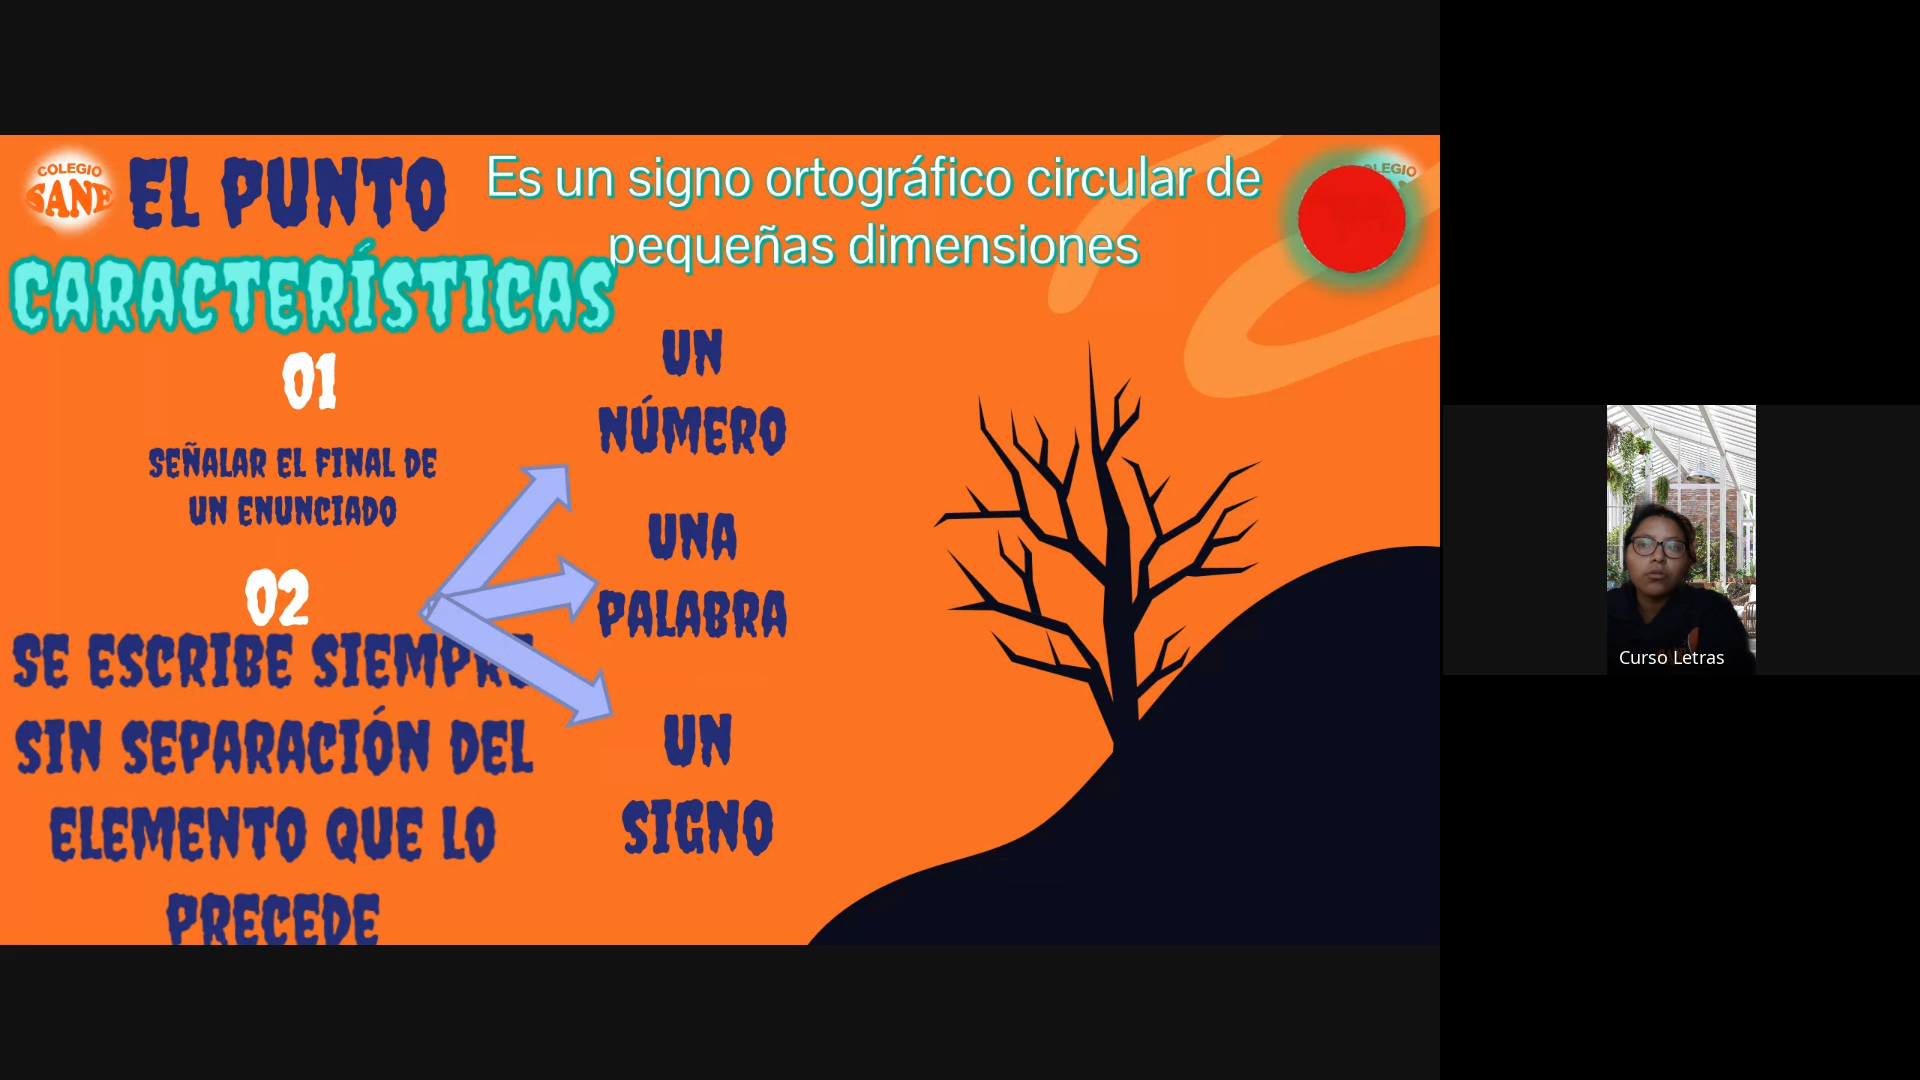 COLEGIO
SANE
EL PUNTO
Es un signo ortográfico circular de
pequeñas dimensiones
CARACTERÍSTICAS
01
SEÑALAR EL FINAL DE
UN ENUNCIADO
02
SE ESCRIBE SIEMPRE
SIN SEPARACIÓN DEL
ELEMENTO QUE LO
PRECEDE
UN
NÚMERO
UNA
PALABRA
UN
SIGNO
Curso Letras